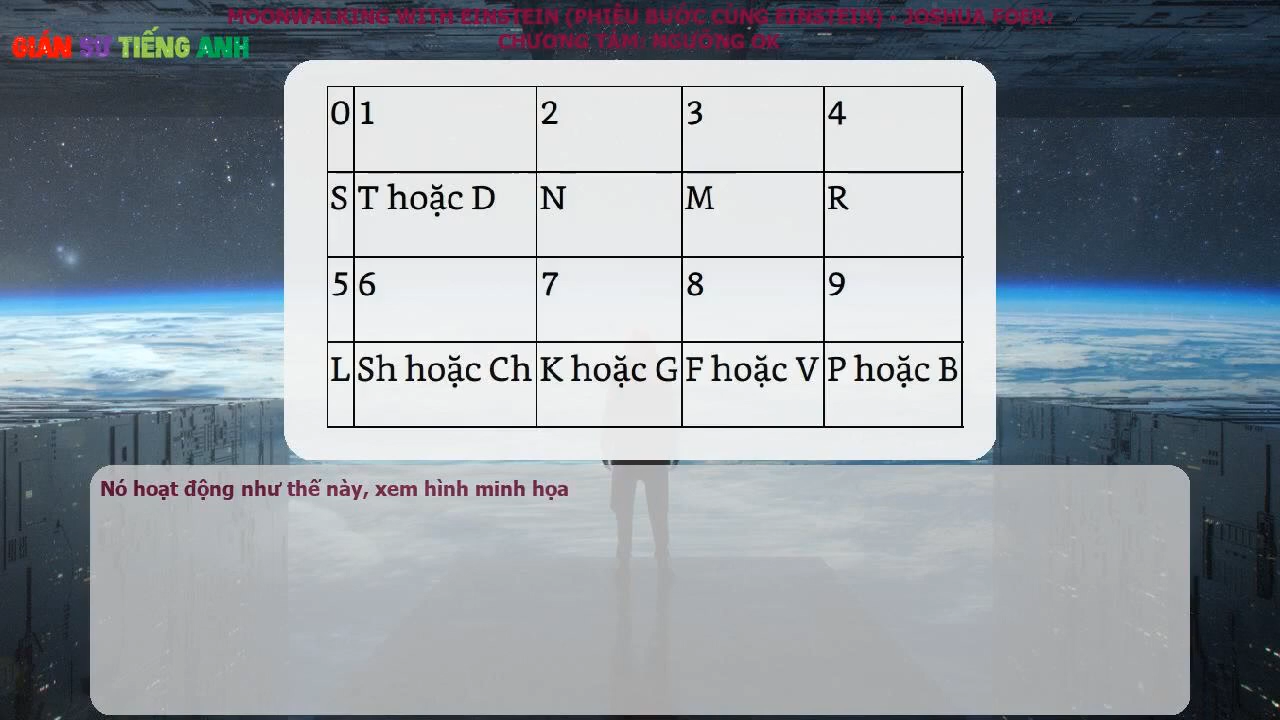 MOONWALKING WITH EINSTEIN (PHIÊU BƯỚC CÙNG EINSTEIN) - JOSHUA FOER.
CHƯƠNG TÁM: NGƯỠNG OK
GIÁN SƯ TIẾNG ANH
0 1 2 3 4
S T hoặc D N M R
5 6 7 8 9
L Sh hoặc Ch K hoặc G F hoặc V P hoặc B
Nó hoạt động như thế này, xem hình minh họa